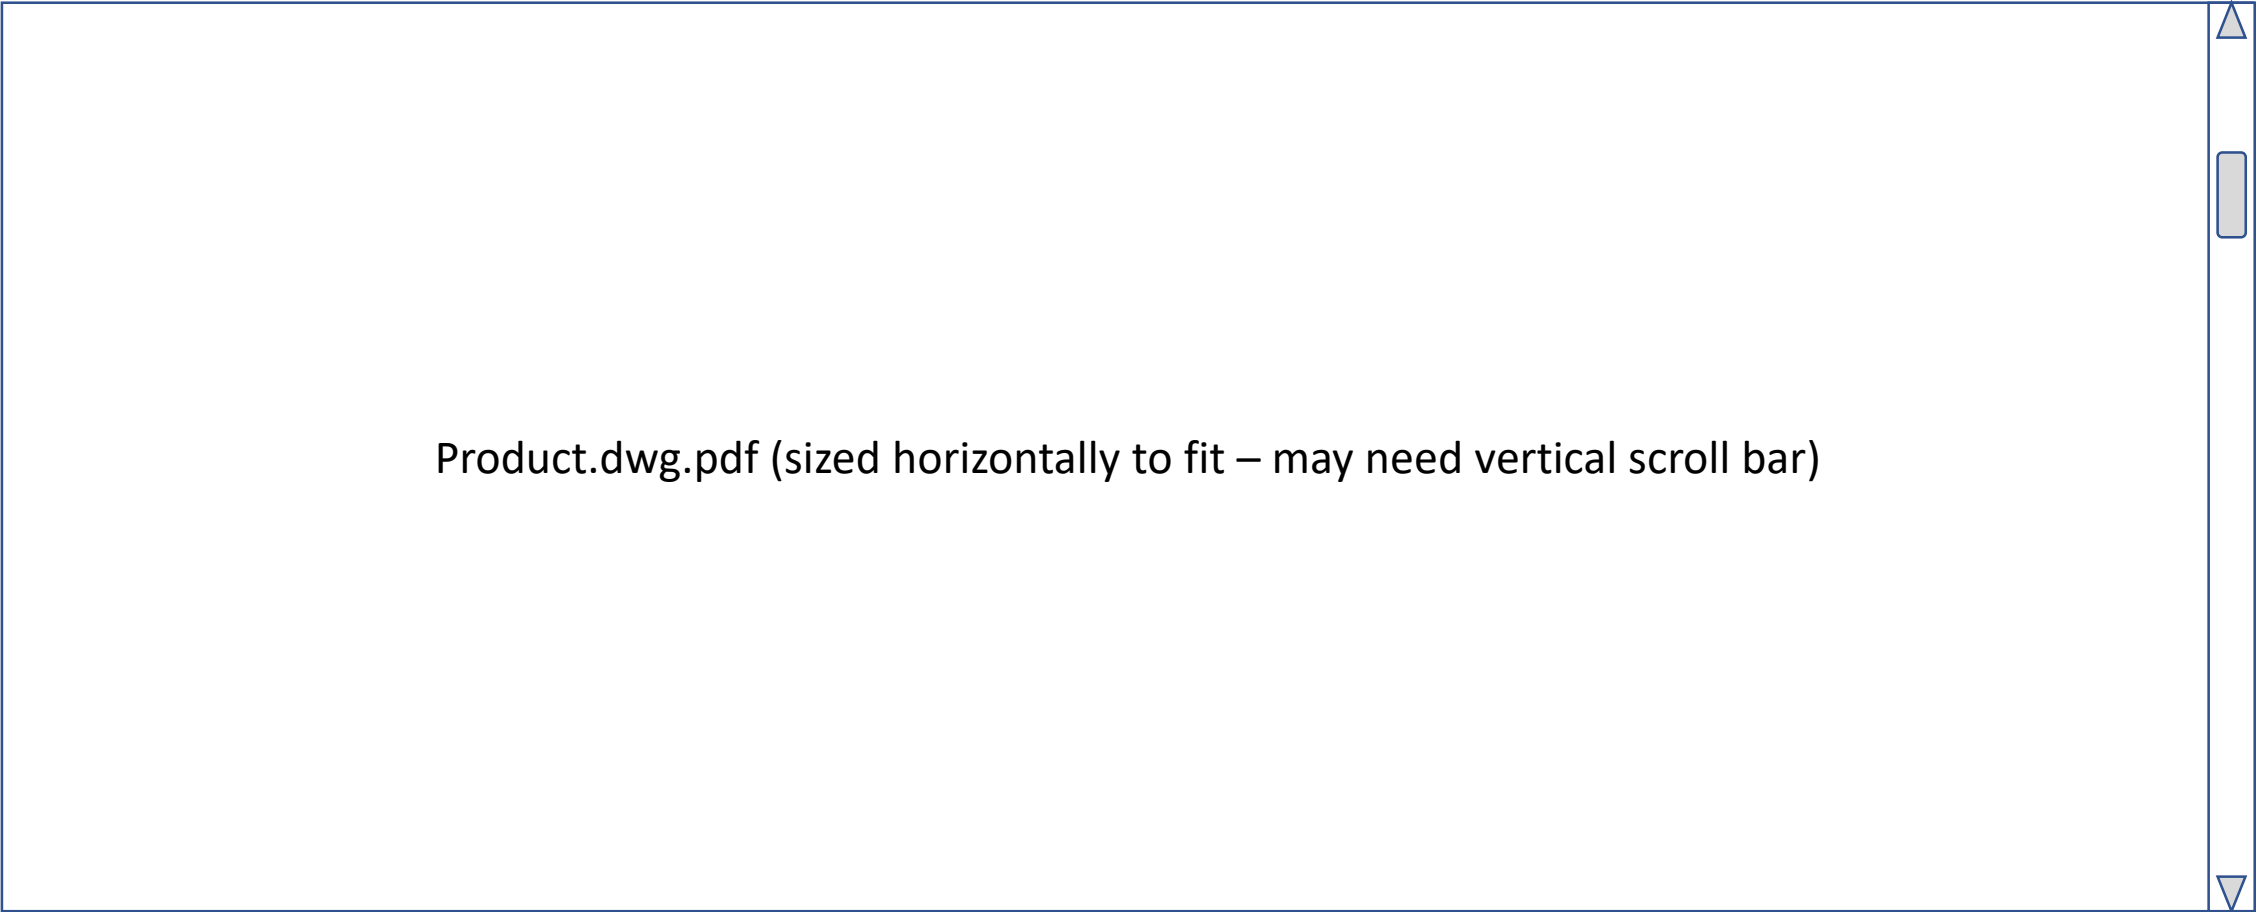 Product.dwg.pdf (sized horizontally to fit – may need vertical scroll bar)